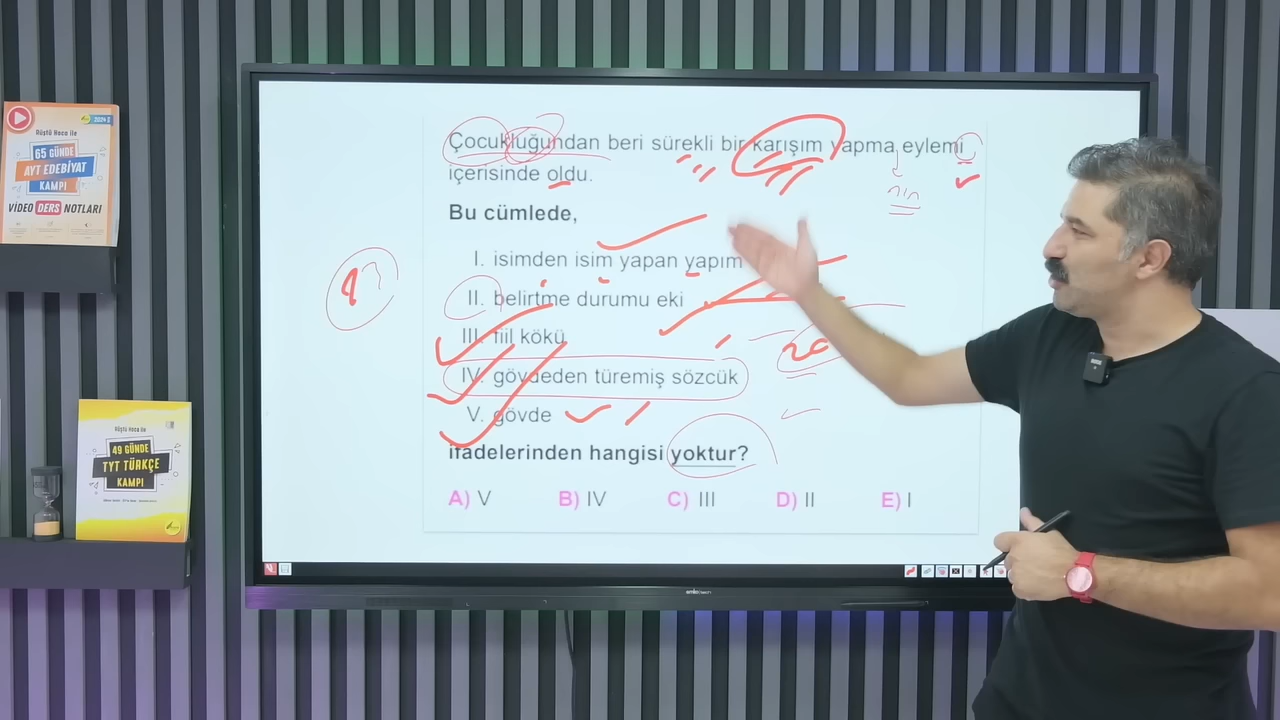 Rüştü Hoca ile
65 GÜNDE
AYT EDEBİYAT
KAMPI
VİDEO DERS NOTLARI
Rüştü Hoca ile
49 GÜNDE
TYT TÜRKÇE
KAMPI
Çocukluğundan beri sürekli bir karışım yapma eylemi
içerisinde oldu.
nın
Bu cümlede,
I. isimden isim yapan yapım
II. belirtme durumu eki
III. fiil kökü
IV. gövdeden türemiş sözcük
V. gövde
ifadelerinden hangisi yoktur?
A) V B) IV C) III D) II E) I